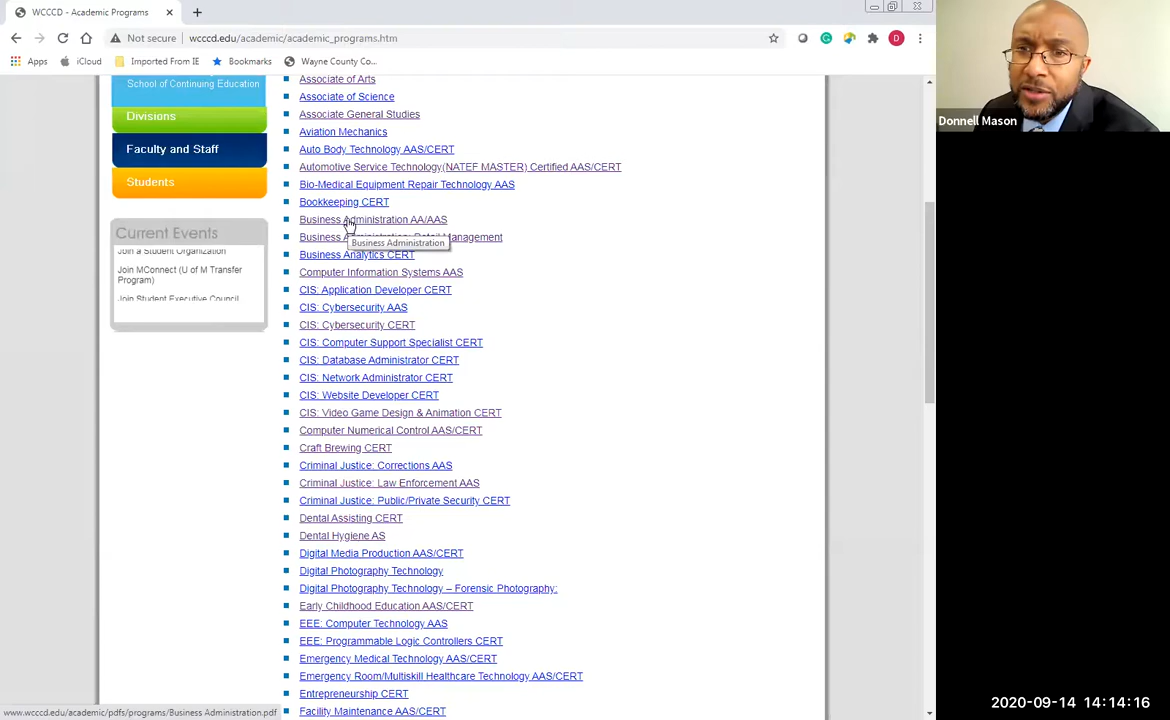 WCCCD - Academic Programs
Not secure
wcccd.edu/academic/academic_programs.htm
D
Apps
iCloud
Imported From IE
Bookmarks
Wayne County Co...
School of Continuing Education
Divisions
Faculty and Staff
Students
Current Events
Join a Student Organization
Join MConnect (U of M Transfer
Program)
Join Student Executive Council
Associate of Arts
Associate of Science
Associate General Studies
Aviation Mechanics
Auto Body Technology AAS/CERT
Automotive Service Technology(NATEF MASTER) Certified AAS/CERT
Bio-Medical Equipment Repair Technology AAS
Bookkeeping CERT
Business Administration AA/AAS
Business Management
Business Administration
Business Analytics CERT
Computer Information Systems AAS
CIS: Application Developer CERT
CIS: Cybersecurity AAS
CIS: Cybersecurity CERT
CIS: Computer Support Specialist CERT
CIS: Database Administrator CERT
CIS: Network Administrator CERT
CIS: Website Developer CERT
CIS: Video Game Design & Animation CERT
Computer Numerical Control AAS/CERT
Craft Brewing CERT
Criminal Justice: Corrections AAS
Criminal Justice: Law Enforcement AAS
Criminal Justice: Public/Private Security CERT
Dental Assisting CERT
Dental Hygiene AS
Digital Media Production AAS/CERT
Digital Photography Technology
Digital Photography Technology – Forensic Photography:
Early Childhood Education AAS/CERT
EEE: Computer Technology AAS
EEE: Programmable Logic Controllers CERT
Emergency Medical Technology AAS/CERT
Emergency Room/Multiskill Healthcare Technology AAS/CERT
Entrepreneurship CERT
Facility Maintenance AAS/CERT
www.wcccd.edu/academic/pdfs/programs/Business Administration.pdf
Donnell Mason
2020-09-14 14:14:16